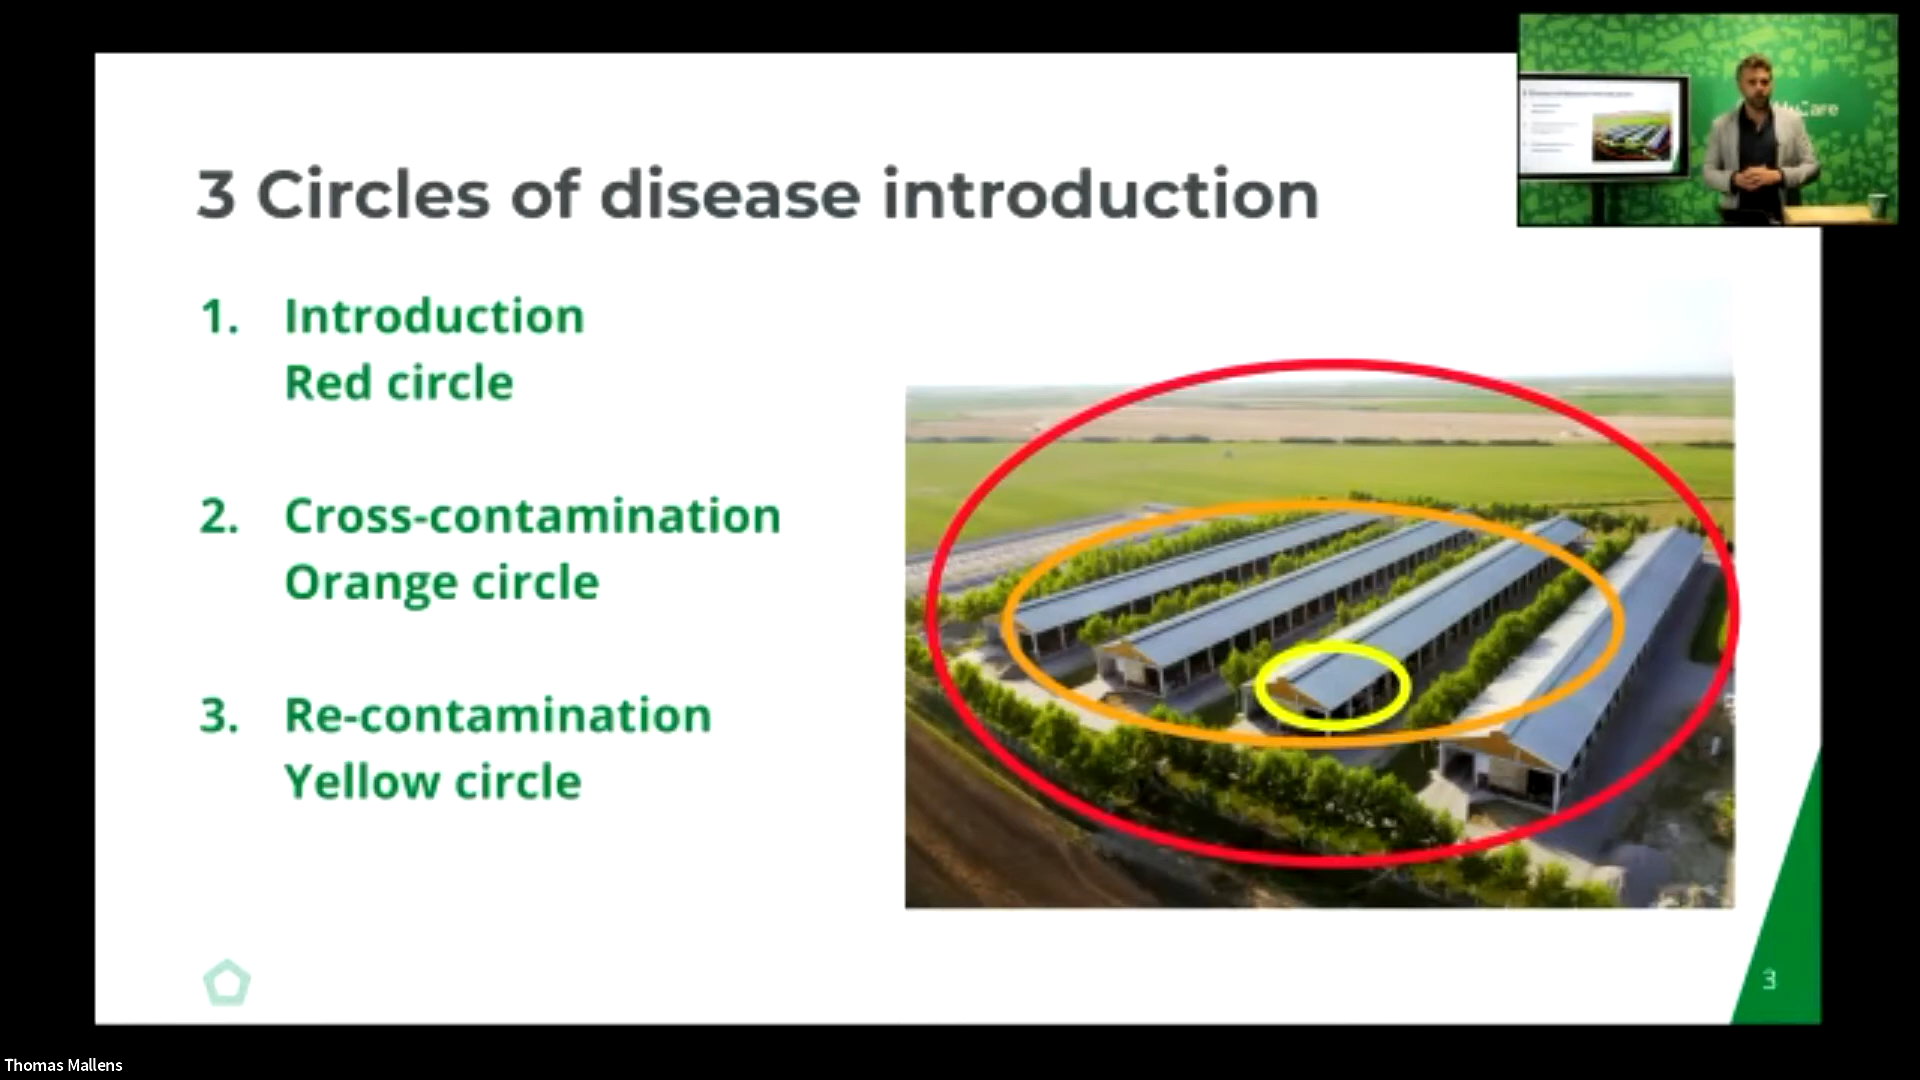 3 Circles of disease introduction
1. Introduction
Red circle
2. Cross-contamination
Orange circle
3. Re-contamination
Yellow circle
3
Thomas Mallens